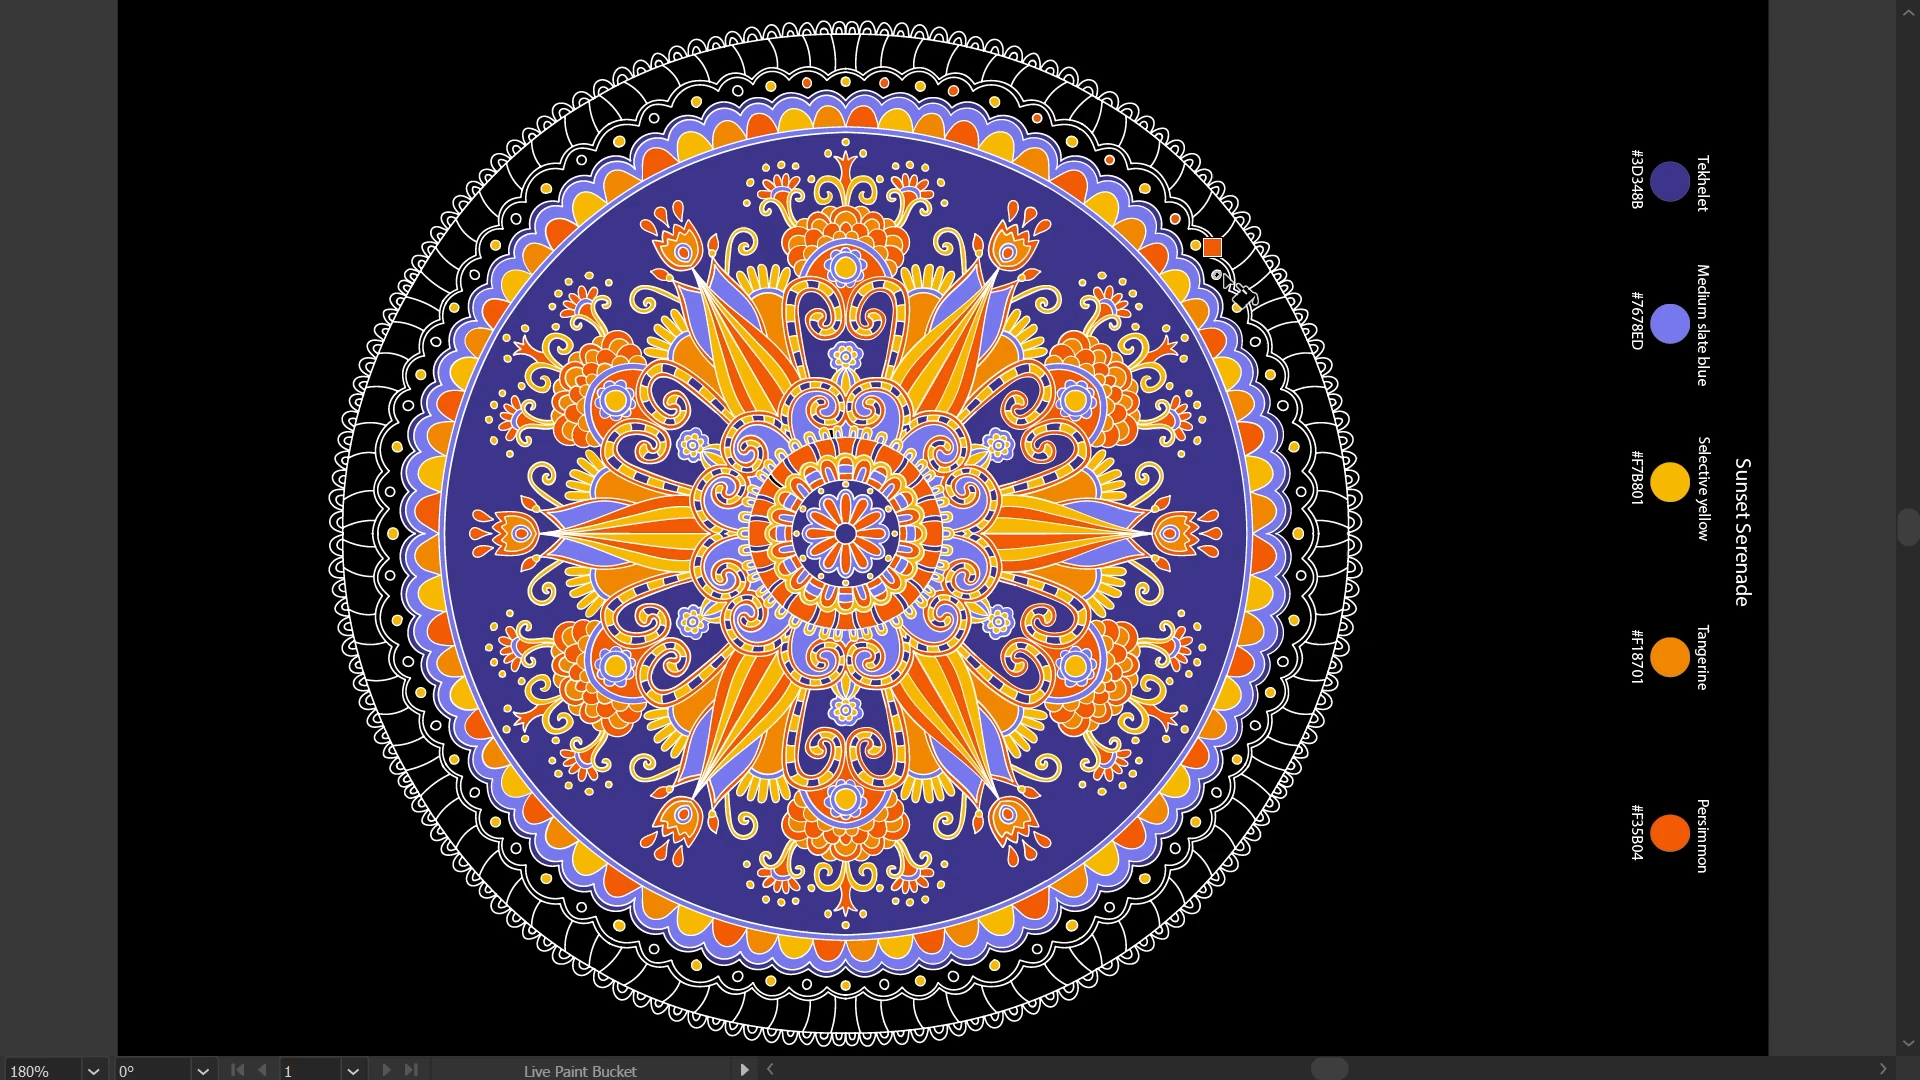 Sunset Serenade
Tekhelet
#3D348B
Medium slate blue
#7678ED
Selective yellow
#F7B801
Tangerine
#F18701
Persimmon
#F35B04
180%
0°
1
Live Paint Bucket